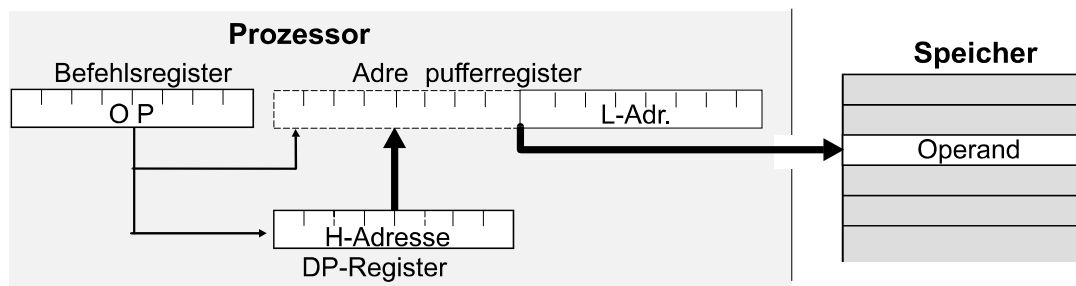 Prozessor
Speicher
Befehlsregister
Adre pufferregister
O P
L-Adr.
Operand
H-Adresse
DP-Register